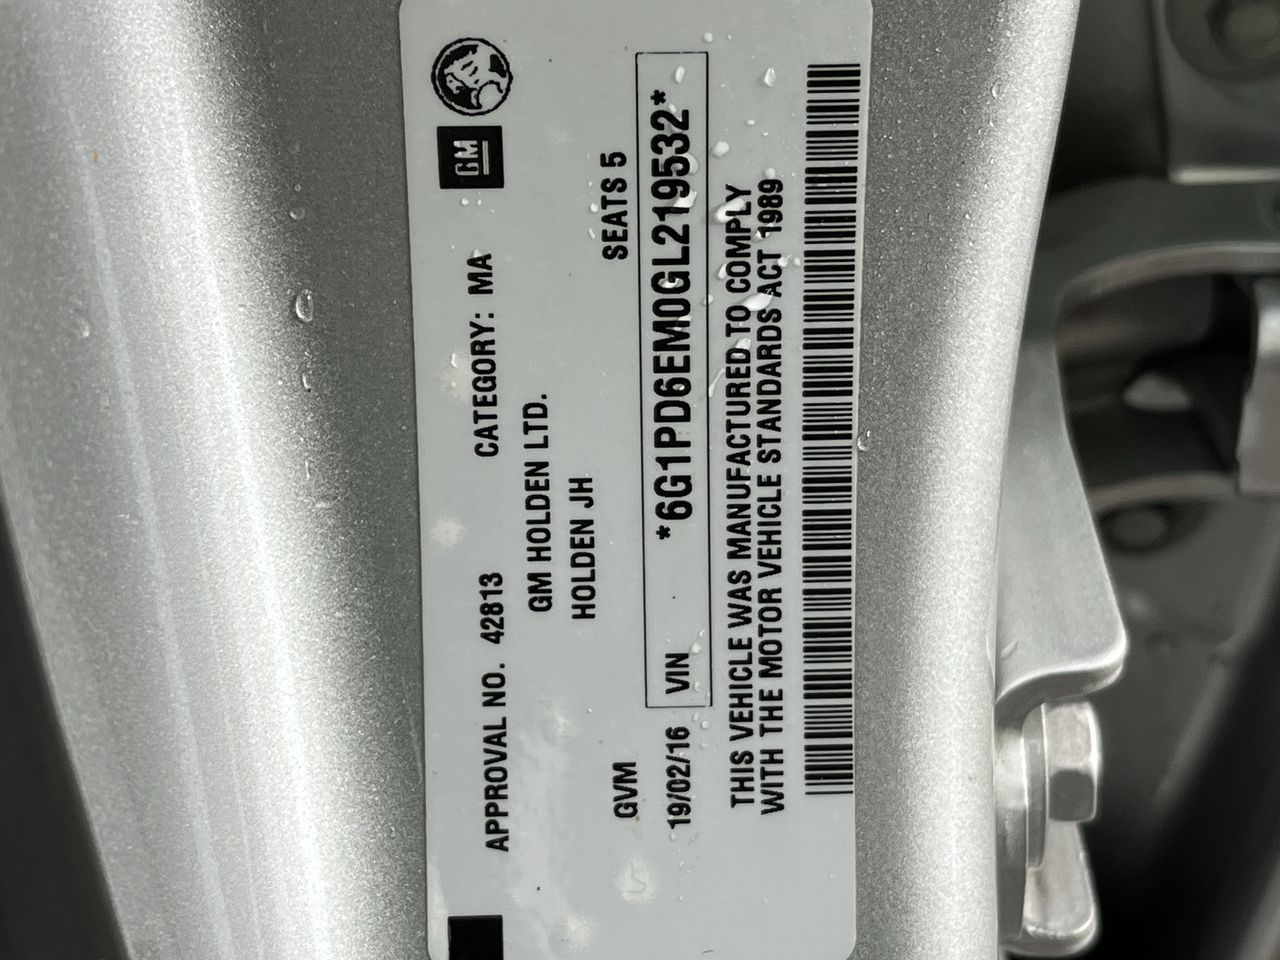 GM
APPROVAL NO. 42813 CATEGORY: MA
GM HOLDEN LTD.
HOLDEN JH
GVM SEATS 5
19/02/16 VIN *6G1PD6EM0GL219532*
THIS VEHICLE WAS MANUFACTURED TO COMPLY
WITH THE MOTOR VEHICLE STANDARDS ACT 1989